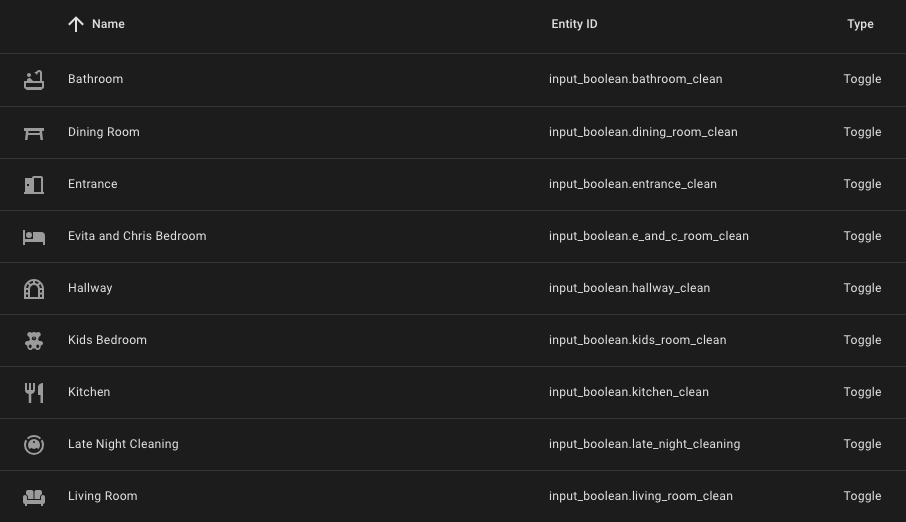 Name Entity ID Type
Bathroom input_boolean.bathroom_clean Toggle
Dining Room input_boolean.dining_room_clean Toggle
Entrance input_boolean.entrance_clean Toggle
Evita and Chris Bedroom input_boolean.e_and_c_room_clean Toggle
Hallway input_boolean.hallway_clean Toggle
Kids Bedroom input_boolean.kids_room_clean Toggle
Kitchen input_boolean.kitchen_clean Toggle
Late Night Cleaning input_boolean.late_night_cleaning Toggle
Living Room input_boolean.living_room_clean Toggle